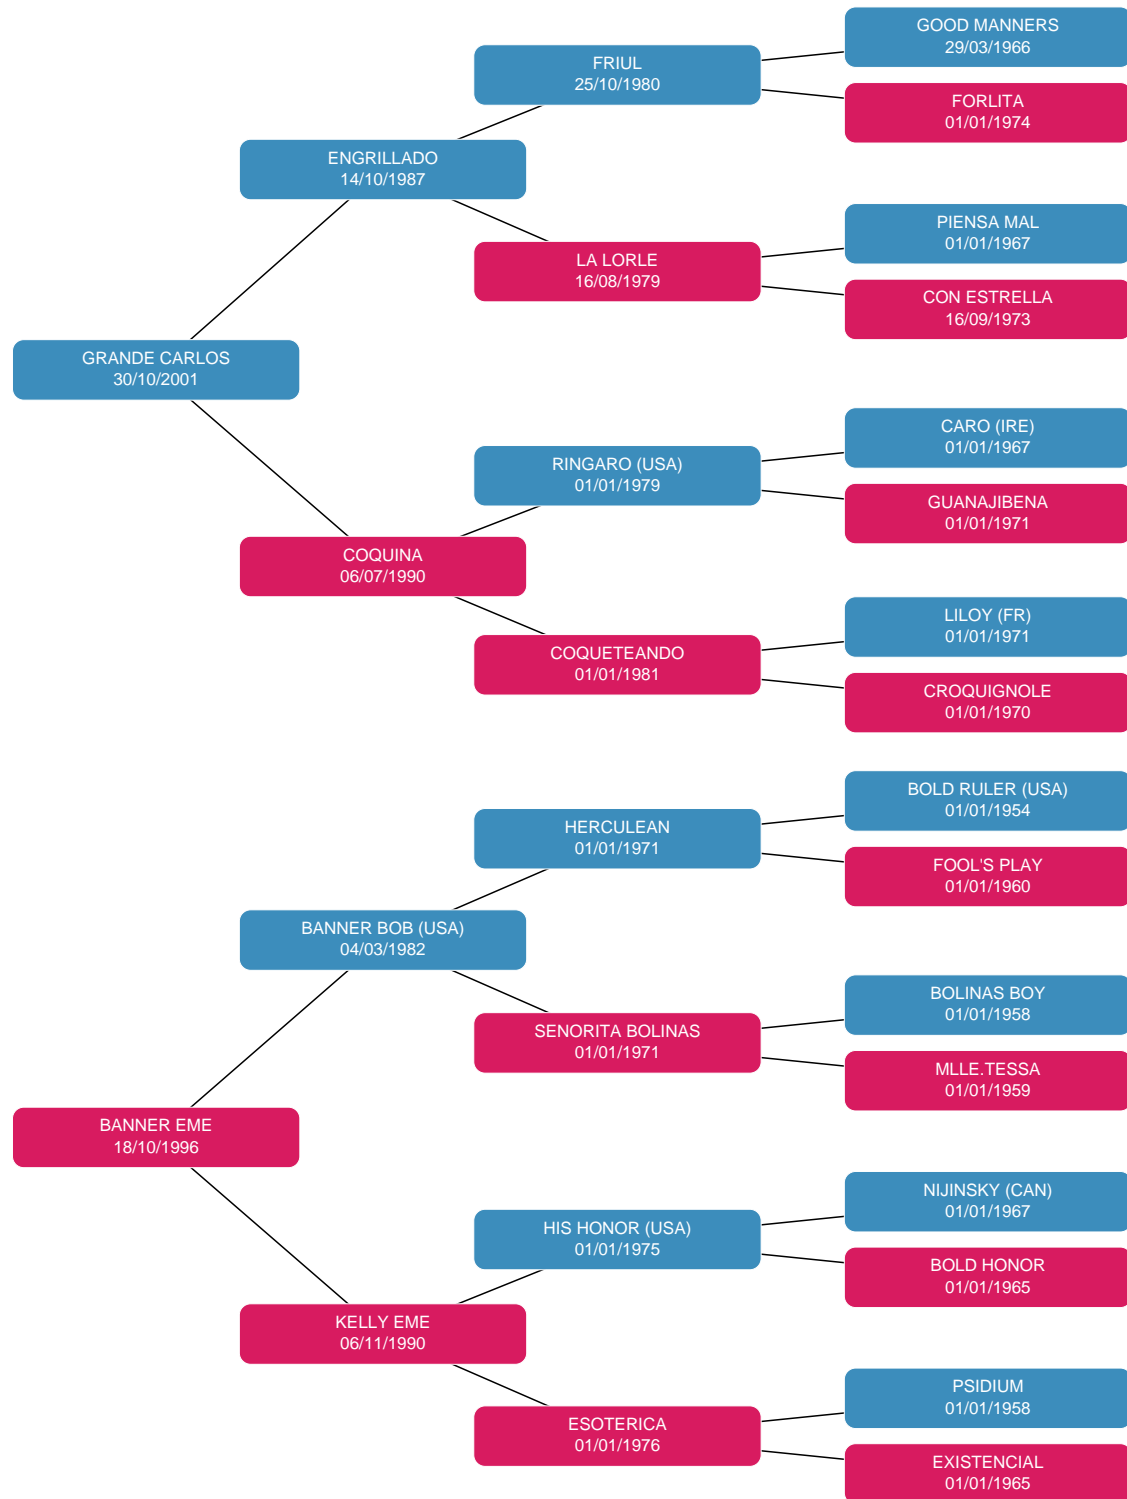 GOOD MANNERS
29/03/1966
FRIUL
25/10/1980
FORLITA
01/01/1974
ENGRILLADO
14/10/1987
PIENSA MAL
01/01/1967
LA LORLE
16/08/1979
CON ESTRELLA
16/09/1973
GRANDE CARLOS
30/10/2001
CARO (IRE)
01/01/1967
RINGARO (USA)
01/01/1979
GUANAJIBENA
01/01/1971
COQUINA
06/07/1990
LILOY (FR)
01/01/1971
COQUETEANDO
01/01/1981
CROQUIGNOLE
01/01/1970
BOLD RULER (USA)
01/01/1954
HERCULEAN
01/01/1971
FOOL'S PLAY
01/01/1960
BANNER BOB (USA)
04/03/1982
BOLINAS BOY
01/01/1958
SENORITA BOLINAS
01/01/1971
MLLE.TESSA
01/01/1959
BANNER EME
18/10/1996
NIJINSKY (CAN)
01/01/1967
HIS HONOR (USA)
01/01/1975
BOLD HONOR
01/01/1965
KELLY EME
06/11/1990
PSIDIUM
01/01/1958
ESOTERICA
01/01/1976
EXISTENCIAL
01/01/1965